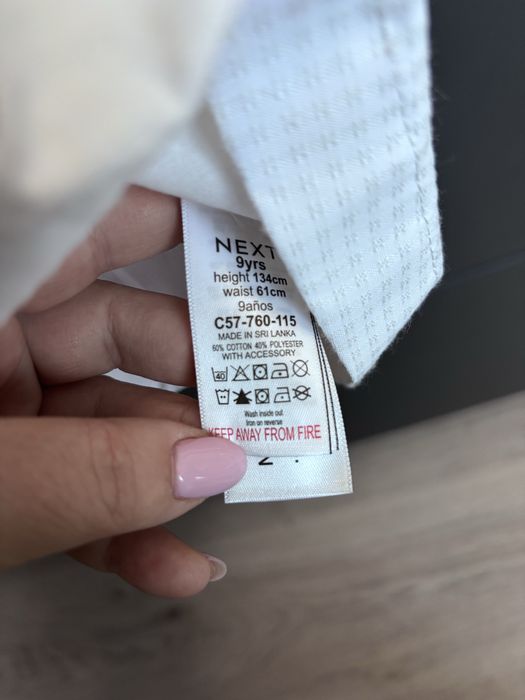 NEXT
9yrs
height 134cm
waist 61cm
9años
C57-760-115
MADE IN SRI LANKA
60% COTTON 40% POLYESTER
WITH ACCESSORY
40
Wash inside out
Iron on reverse
KEEP AWAY FROM FIRE